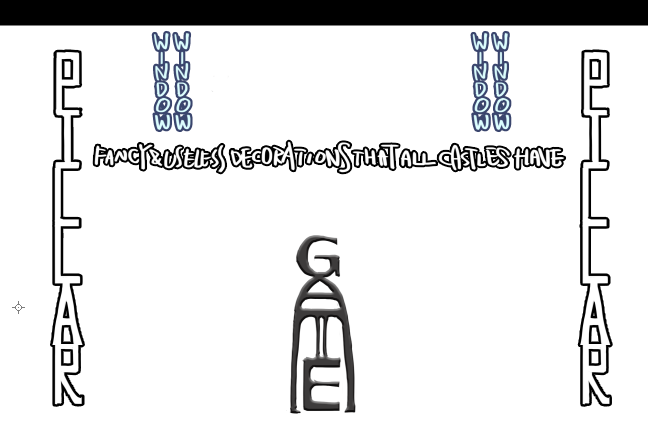 PILLAR
WINDOW
WINDOW
WINDOW
WINDOW
PILLAR
FANCY & USELESS DECORATIONS THAT ALL CASTLES HAVE
GATE